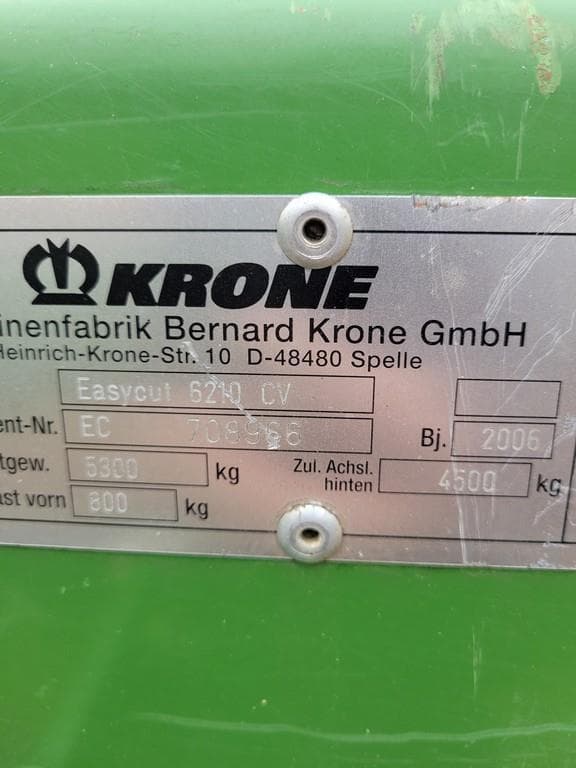 KRONE
inenfabrik Bernard Krone GmbH
Heinrich-Krone-Str. 10 D-48480 Spelle
Easycut 6210 CV
ent-Nr. EC 708966 Bj. 2006
tgew. 5300 kg Zul. Achsl. hinten 4500 kg
ast vorn 800 kg